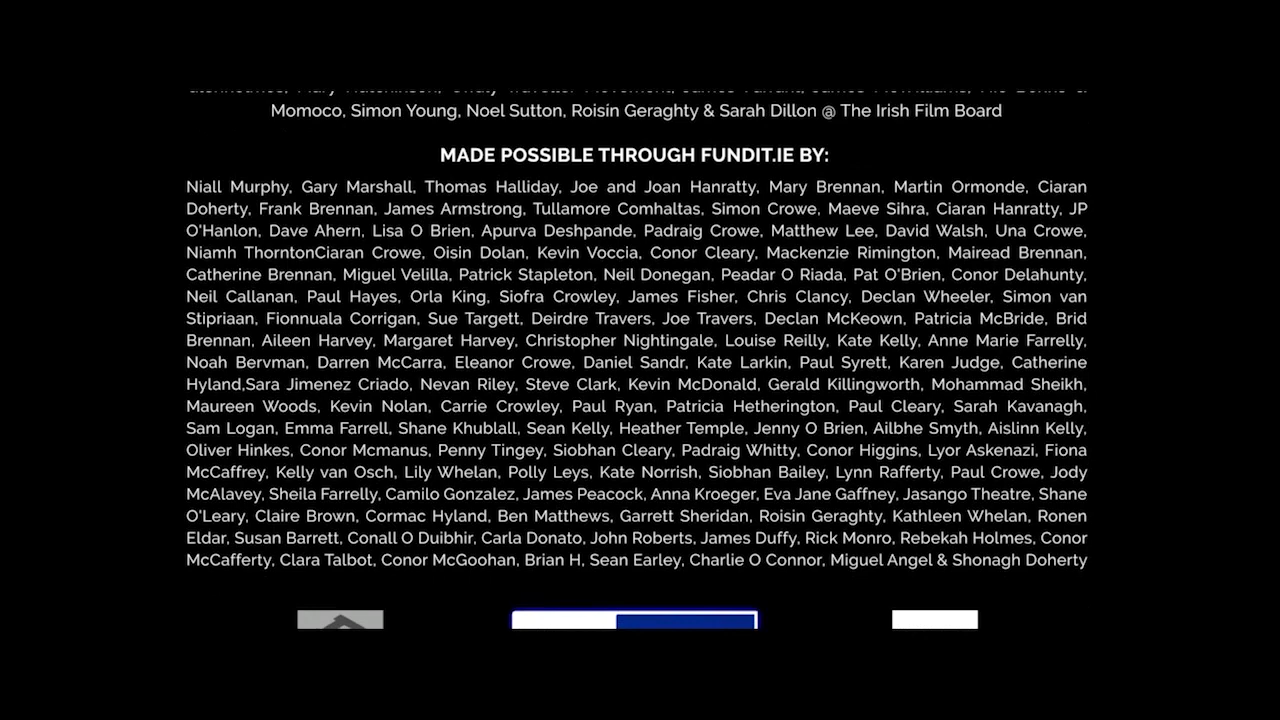 Momoco, Simon Young, Noel Sutton, Roisin Geraghty & Sarah Dillon @ The Irish Film Board
MADE POSSIBLE THROUGH FUNDIT.IE BY:
Niall Murphy, Gary Marshall, Thomas Halliday, Joe and Joan Hanratty, Mary Brennan, Martin Ormonde, Ciaran
Doherty, Frank Brennan, James Armstrong, Tullamore Comhaltas, Simon Crowe, Maeve Sihra, Ciaran Hanratty, JP
O'Hanlon, Dave Ahern, Lisa O Brien, Apurva Deshpande, Padraig Crowe, Matthew Lee, David Walsh, Una Crowe,
Niamh ThorntonCiaran Crowe, Oisin Dolan, Kevin Voccia, Conor Cleary, Mackenzie Rimington, Mairead Brennan,
Catherine Brennan, Miguel Velilla, Patrick Stapleton, Neil Donegan, Peadar O Riada, Pat O'Brien, Conor Delahunty,
Neil Callanan, Paul Hayes, Orla King, Siofra Crowley, James Fisher, Chris Clancy, Declan Wheeler, Simon van
Stipriaan, Fionnuala Corrigan, Sue Targett, Deirdre Travers, Joe Travers, Declan McKeown, Patricia McBride, Brid
Brennan, Aileen Harvey, Margaret Harvey, Christopher Nightingale, Louise Reilly, Kate Kelly, Anne Marie Farrelly,
Noah Bervman, Darren McCarra, Eleanor Crowe, Daniel Sandr, Kate Larkin, Paul Syrett, Karen Judge, Catherine
Hyland,Sara Jimenez Criado, Nevan Riley, Steve Clark, Kevin McDonald, Gerald Killingworth, Mohammad Sheikh,
Maureen Woods, Kevin Nolan, Carrie Crowley, Paul Ryan, Patricia Hetherington, Paul Cleary, Sarah Kavanagh,
Sam Logan, Emma Farrell, Shane Khublall, Sean Kelly, Heather Temple, Jenny O Brien, Ailbhe Smyth, Aislinn Kelly,
Oliver Hinkes, Conor Mcmanus, Penny Tingey, Siobhan Cleary, Padraig Whitty, Conor Higgins, Lyor Askenazi, Fiona
McCaffrey, Kelly van Osch, Lily Whelan, Polly Leys, Kate Norrish, Siobhan Bailey, Lynn Rafferty, Paul Crowe, Jody
McAlavey, Sheila Farrelly, Camilo Gonzalez, James Peacock, Anna Kroeger, Eva Jane Gaffney, Jasango Theatre, Shane
O'Leary, Claire Brown, Cormac Hyland, Ben Matthews, Garrett Sheridan, Roisin Geraghty, Kathleen Whelan, Ronen
Eldar, Susan Barrett, Conall O Duibhir, Carla Donato, John Roberts, James Duffy, Rick Monro, Rebekah Holmes, Conor
McCafferty, Clara Talbot, Conor McGoohan, Brian H, Sean Earley, Charlie O Connor, Miguel Angel & Shonagh Doherty